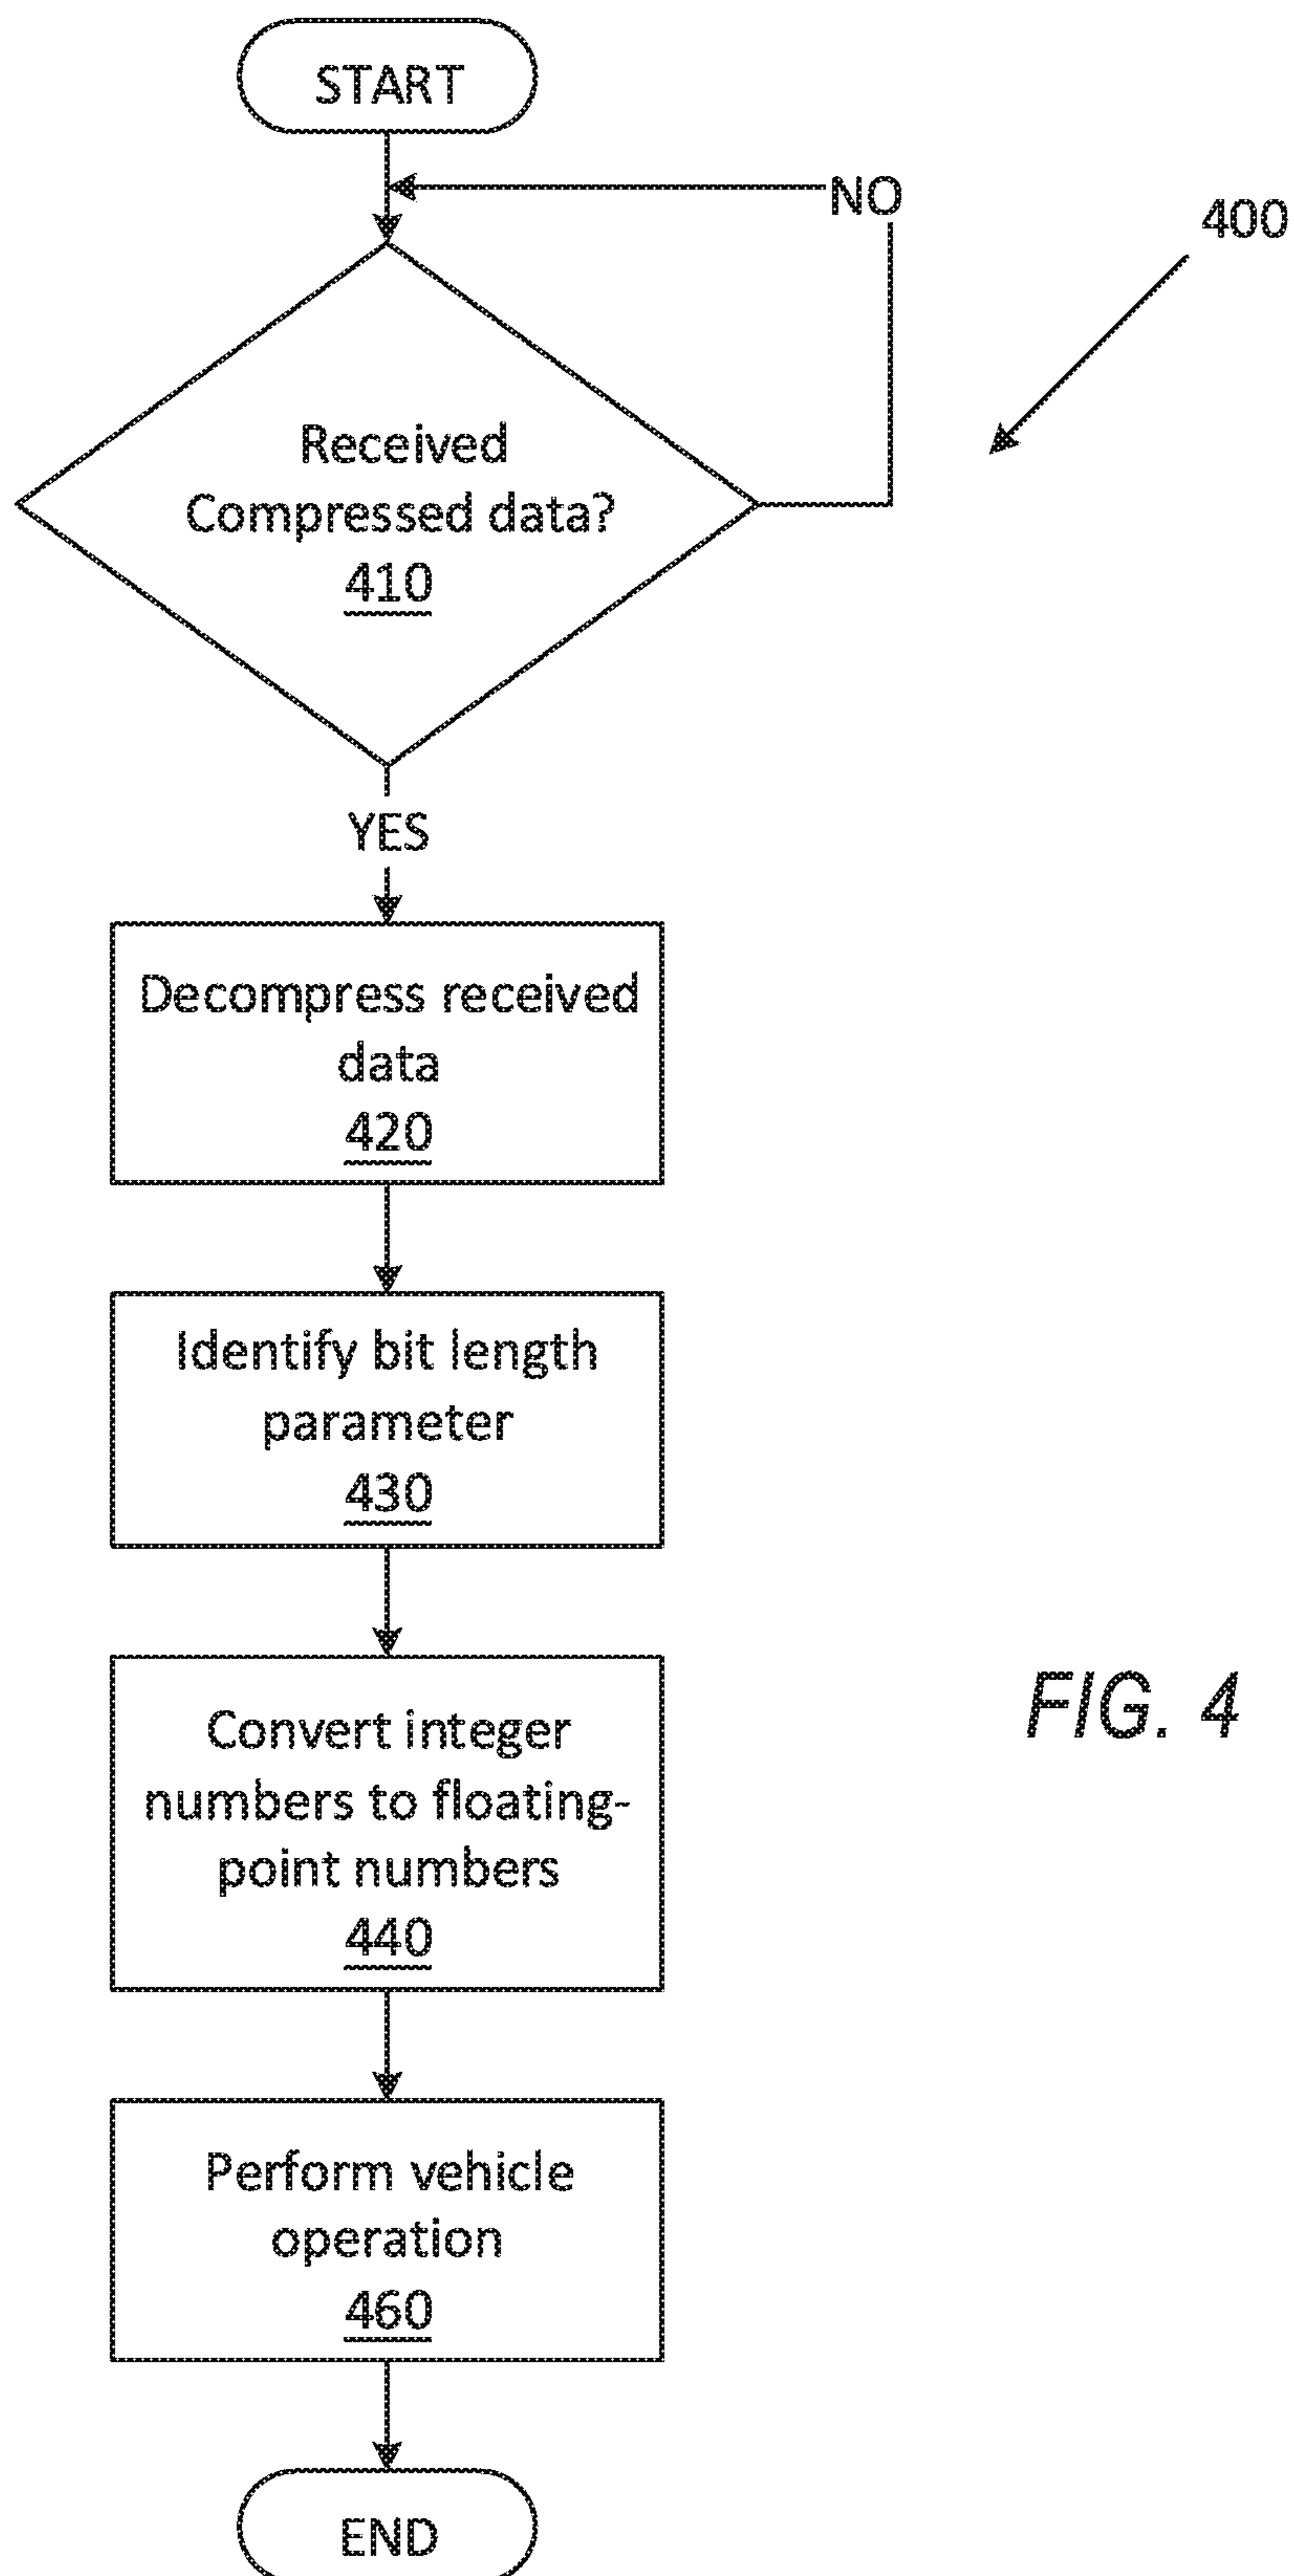 START
NO
400
Received
Compressed data?
410
YES
Decompress received
data
420
Identify bit length
parameter
430
Convert integer
numbers to floating-
point numbers
440
FIG. 4
Perform vehicle
operation
460
END